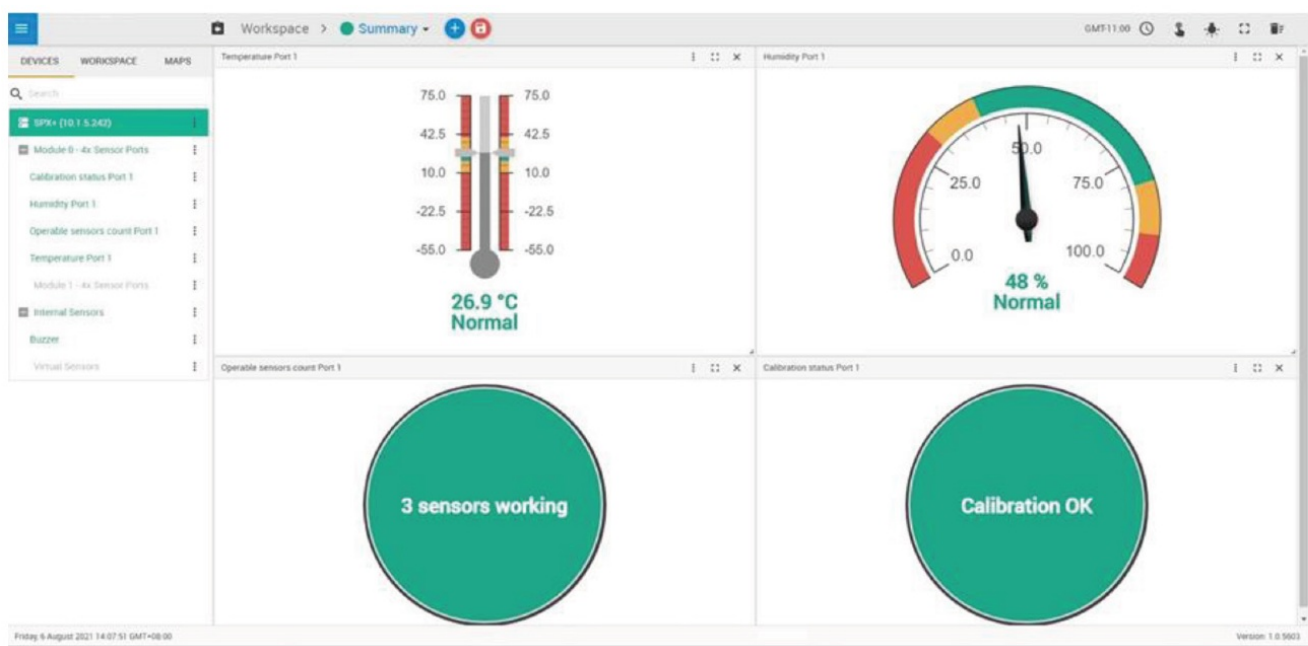 Workspace > Summary
GMT-11:00
DEVICES WORKSPACE MAPS
Search
SPX+ (10.1.5.242)
Module 0 - 4x Sensor Ports
Calibration status Port 1
Humidity Port 1
Operable sensors count Port 1
Temperature Port 1
Module 1 - 4x Sensor Ports
Internal Sensors
Buzzer
Virtual Sensors
Temperature Port 1
75.0 75.0
42.5 42.5
10.0 10.0
-22.5 -22.5
-55.0 -55.0
26.9 °C
Normal
Humidity Port 1
50.0
25.0 75.0
0.0 100.0
48 %
Normal
Operable sensors count Port 1
3 sensors working
Calibration status Port 1
Calibration OK
Friday, 6 August 2021 14:07:51 GMT+08:00
Version: 1.0.5603